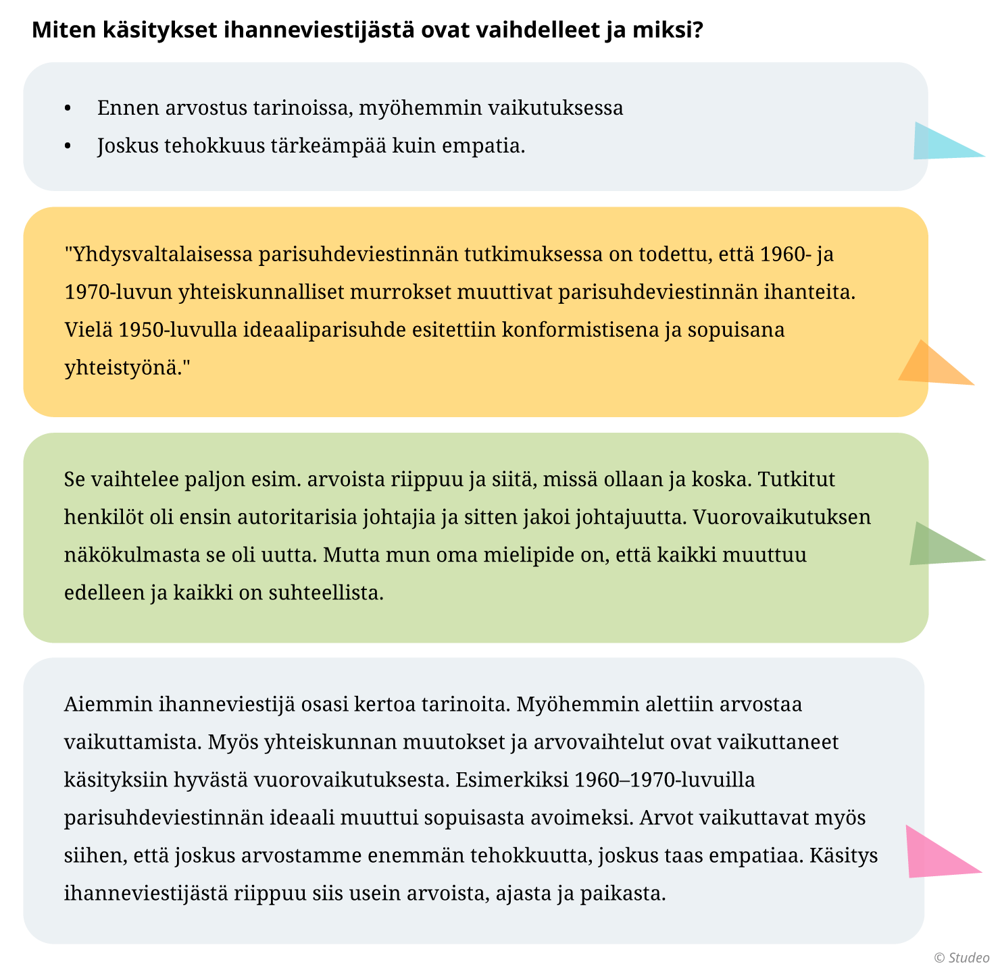 Miten käsitykset ihanneviestijästä ovat vaihdelleet ja miksi?
• Ennen arvostus tarinoissa, myöhemmin vaikutuksessa
• Joskus tehokkuus tärkeämpää kuin empatia.
"Yhdysvaltalaisessa parisuhdeviestinnän tutkimuksessa on todettu, että 1960- ja
1970-luvun yhteiskunnalliset murrokset muuttivat parisuhdeviestinnän ihanteita.
Vielä 1950-luvulla ideaaliparisuhde esitettiin konformistisena ja sopuisana
yhteistyönä."
Se vaihtelee paljon esim. arvoista riippuu ja siitä, missä ollaan ja koska. Tutkitut
henkilöt oli ensin autoritarisia johtajia ja sitten jakoi johtajuutta. Vuorovaikutuksen
näkökulmasta se oli uutta. Mutta mun oma mielipide on, että kaikki muuttuu
edelleen ja kaikki on suhteellista.
Aiemmin ihanneviestijä osasi kertoa tarinoita. Myöhemmin alettiin arvostaa
vaikuttamista. Myös yhteiskunnan muutokset ja arvovaihtelut ovat vaikuttaneet
käsityksiin hyvästä vuorovaikutuksesta. Esimerkiksi 1960–1970-luvuilla
parisuhdeviestinnän ideaali muuttui sopuisasta avoimeksi. Arvot vaikuttavat myös
siihen, että joskus arvostamme enemmän tehokkuutta, joskus taas empatiaa. Käsitys
ihanneviestijästä riippuu siis usein arvoista, ajasta ja paikasta.
© Studeo